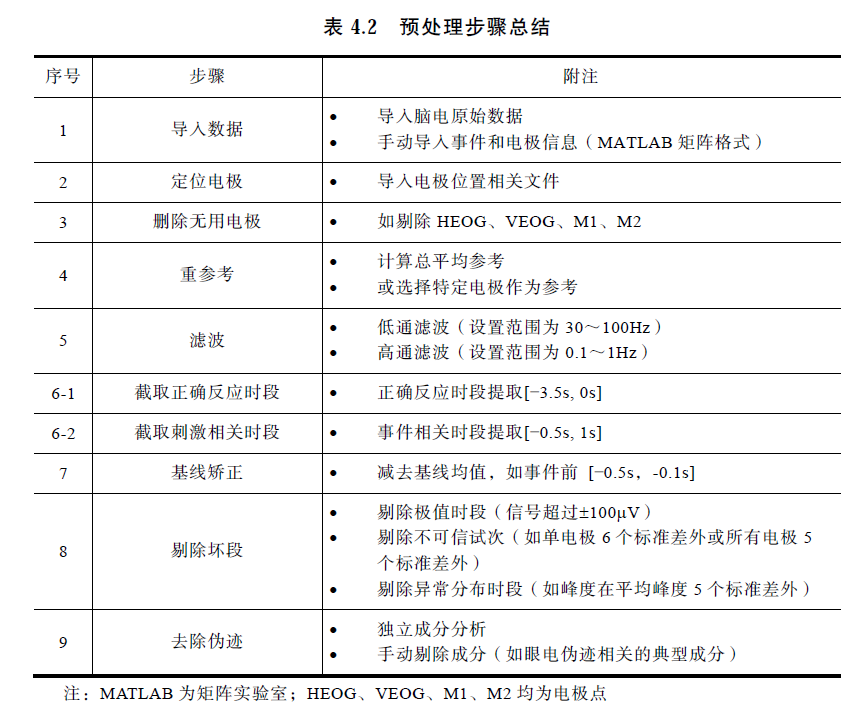 表 4.2 预处理步骤总结
序号 步骤 附注
1 导入数据
• 导入脑电原始数据
• 手动导入事件和电极信息（MATLAB 矩阵格式）
2 定位电极 • 导入电极位置相关文件
3 删除无用电极 • 如剔除 HEOG、VEOG、M1、M2
4 重参考
• 计算总平均参考
• 或选择特定电极作为参考
5 滤波
• 低通滤波（设置范围为 30～100Hz）
• 高通滤波（设置范围为 0.1～1Hz）
6-1 截取正确反应时段 • 正确反应时段提取[−3.5s, 0s]
6-2 截取刺激相关时段 • 事件相关时段提取[−0.5s, 1s]
7 基线矫正 • 减去基线均值，如事件前 [−0.5s，-0.1s]
8 剔除坏段
• 剔除极值时段（信号超过±100μV）
• 剔除不可信试次（如单电极 6 个标准差外或所有电极 5
个标准差外）
• 剔除异常分布时段（如峰度在平均峰度 5 个标准差外）
9 去除伪迹
• 独立成分分析
• 手动剔除成分（如眼电伪迹相关的典型成分）
注：MATLAB 为矩阵实验室；HEOG、VEOG、M1、M2 均为电极点